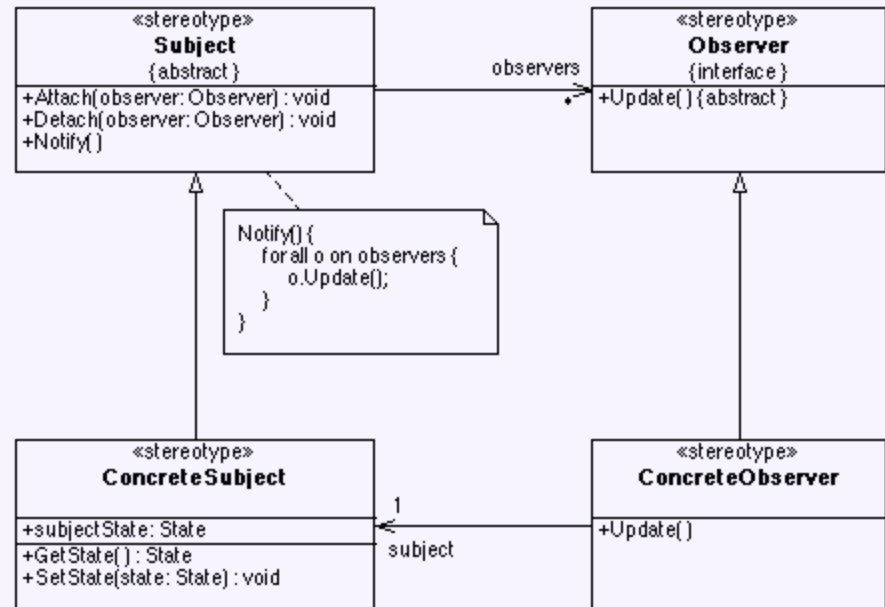 «stereotype»
Subject
{abstract}
+Attach(observer: Observer) : void
+Detach(observer: Observer) : void
+Notify()
observers
*
«stereotype»
Observer
{interface}
+Update() {abstract}
Notify() {
for all o on observers {
o.Update();
}
}
«stereotype»
ConcreteSubject
+subjectState: State
+GetState() : State
+SetState(state: State) : void
1
subject
«stereotype»
ConcreteObserver
+Update()